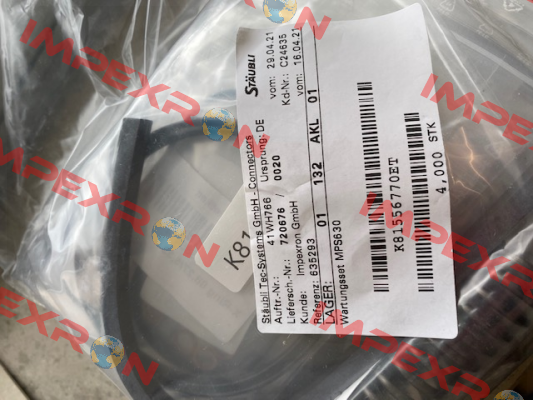 STÄUBLI
Stäubli Tec-Systems GmbH - Connectors
Auftr.-Nr.: 41WH766 Ursprung: DE vom: 29.04.21
Liefersch.-Nr.: 720676 / 0020 Kd-Nr.: C24635
Kunde: Impexron GmbH
Referenz: 635293 vom: 16.04.21
LAGER: 01 132 AKL 01
Wartungsset MPS630
K81556770ET
4,000 STK
K81
IMPEXRON
IMPEXRON
IMPEXRON
IMPEXRON